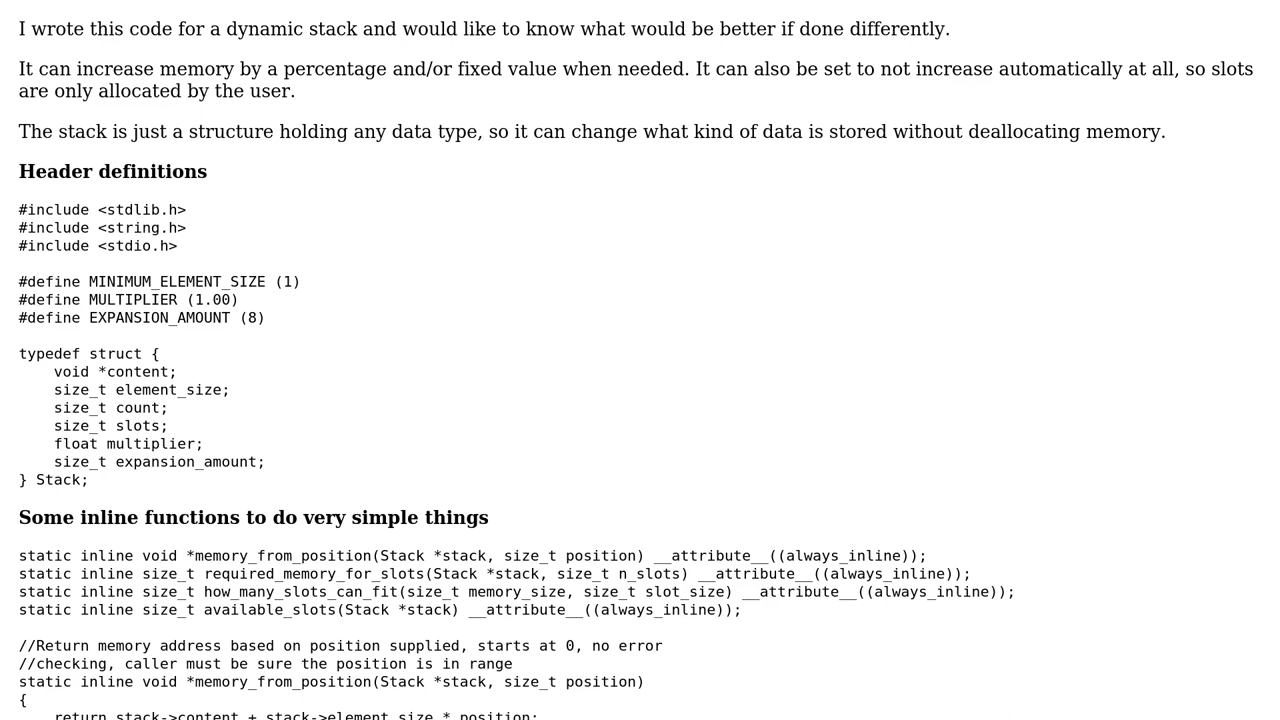 I wrote this code for a dynamic stack and would like to know what would be better if done differently.
It can increase memory by a percentage and/or fixed value when needed. It can also be set to not increase automatically at all, so slots
are only allocated by the user.
The stack is just a structure holding any data type, so it can change what kind of data is stored without deallocating memory.
Header definitions
#include <stdlib.h>
#include <string.h>
#include <stdio.h>
#define MINIMUM_ELEMENT_SIZE (1)
#define MULTIPLIER (1.00)
#define EXPANSION_AMOUNT (8)
typedef struct {
    void *content;
    size_t element_size;
    size_t count;
    size_t slots;
    float multiplier;
    size_t expansion_amount;
} Stack;
Some inline functions to do very simple things
static inline void *memory_from_position(Stack *stack, size_t position) __attribute__((always_inline));
static inline size_t required_memory_for_slots(Stack *stack, size_t n_slots) __attribute__((always_inline));
static inline size_t how_many_slots_can_fit(size_t memory_size, size_t slot_size) __attribute__((always_inline));
static inline size_t available_slots(Stack *stack) __attribute__((always_inline));
//Return memory address based on position supplied, starts at 0, no error
//checking, caller must be sure the position is in range
static inline void *memory_from_position(Stack *stack, size_t position)
{
    return stack->content + stack->element_size * position;